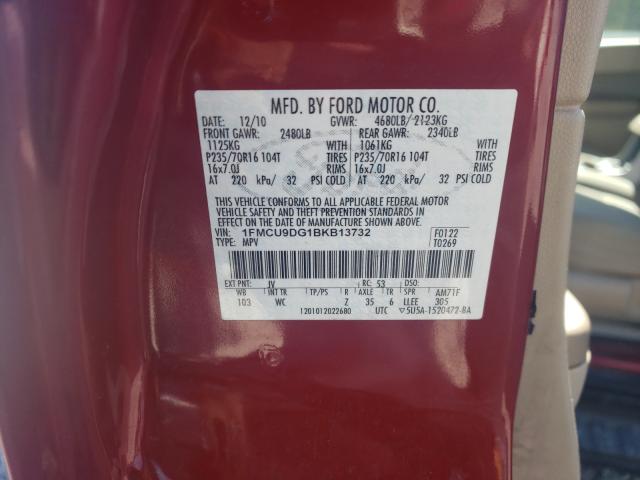 MFD. BY FORD MOTOR CO.
DATE: 12/10 GVWR: 4680LB/ 2123KG
FRONT GAWR: 2480LB REAR GAWR: 2340LB
1125KG WITH 1061KG WITH
P235/70R16 104T TIRES P235/70R16 104T TIRES
16x7.0J RIMS 16x7.0J RIMS
AT 220 kPa/ 32 PSI COLD AT 220 kPa/ 32 PSI COLD
THIS VEHICLE CONFORMS TO ALL APPLICABLE FEDERAL MOTOR
VEHICLE SAFETY AND THEFT PREVENTION STANDARDS IN
EFFECT ON THE DATE OF MANUFACTURE SHOWN ABOVE.
VIN: 1FMCU9DG1BKB13732 F0122
TYPE: MPV T0269
EXT PNT: JV RC: 53
WB INT TR TP/PS R AXLE TR SPR AM71F
103 WC Z 35 6 LLEE 305
1201012022680 UTC ▽5U5A-1520472-BA